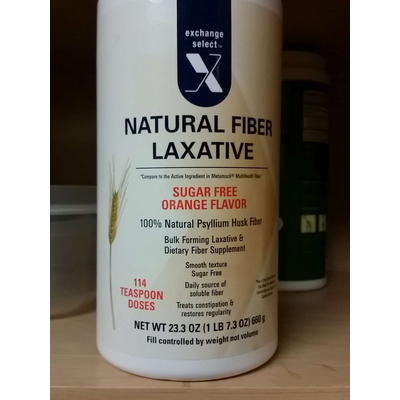 exchange
select™
X
NATURAL FIBER
LAXATIVE
*Compare to the Active Ingredient in Metamucil® MultiHealth Fiber*
SUGAR FREE
ORANGE FLAVOR
100% Natural Psyllium Husk Fiber
Bulk Forming Laxative &
Dietary Fiber Supplement
Smooth texture
Sugar Free
Daily source of
soluble fiber
Treats constipation &
restores regularity
114
TEASPOON
DOSES
NET WT 23.3 OZ (1 LB 7.3 OZ) 660 g
Fill controlled by weight not volume